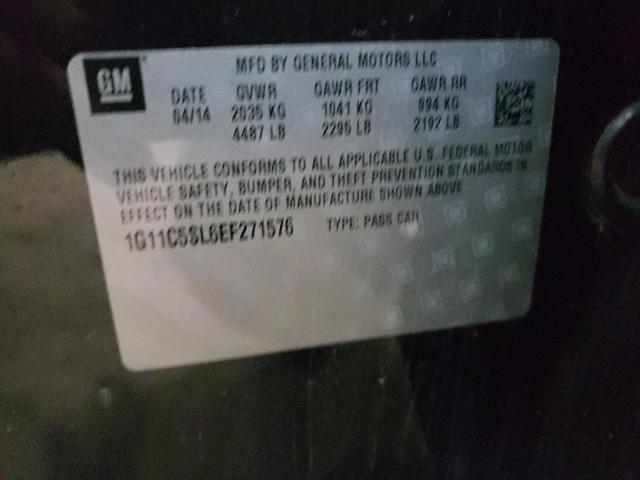 GM
MFD BY GENERAL MOTORS LLC
DATE GVWR GAWR FRT GAWR RR
04/14 2035 KG 1041 KG 994 KG
4487 LB 2295 LB 2192 LB
THIS VEHICLE CONFORMS TO ALL APPLICABLE U.S. FEDERAL MOTOR
VEHICLE SAFETY, BUMPER, AND THEFT PREVENTION STANDARDS IN
EFFECT ON THE DATE OF MANUFACTURE SHOWN ABOVE
1G11C5SL6EF271576 TYPE: PASS CAR